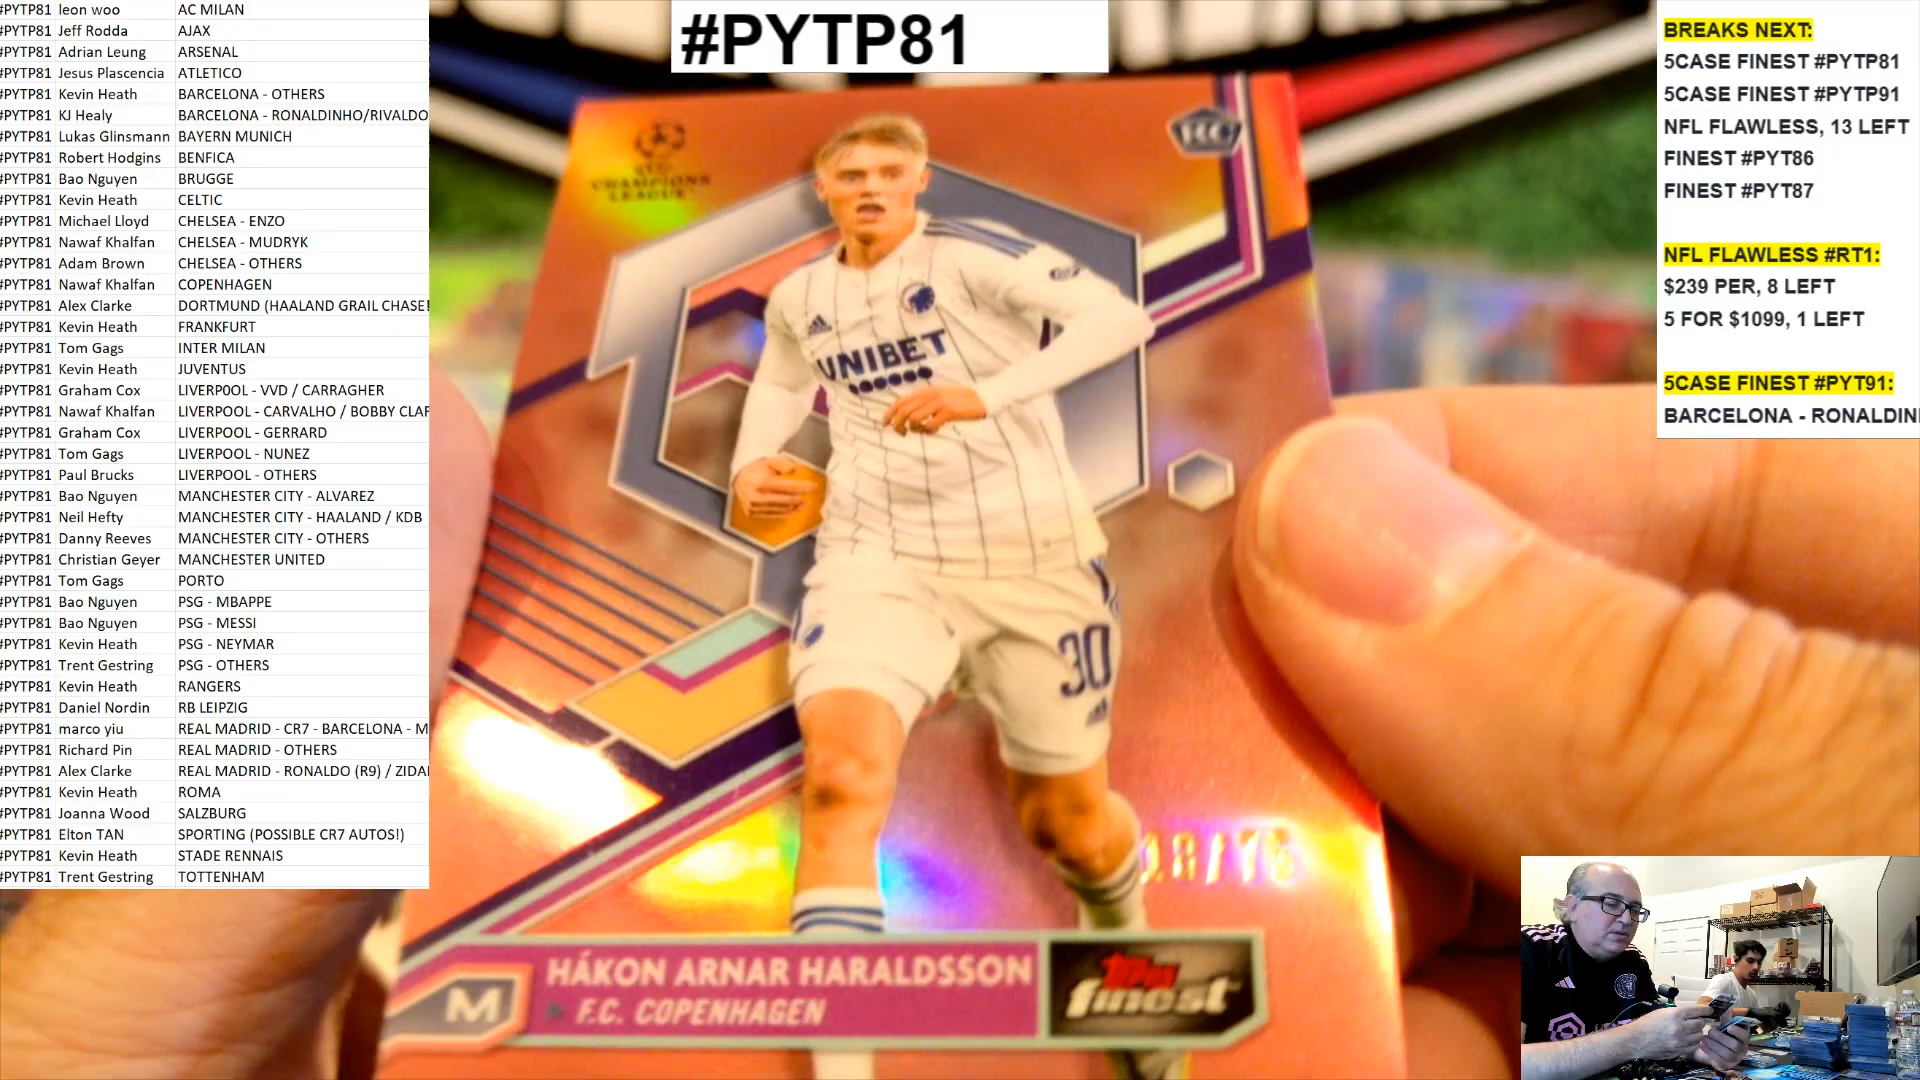 #PYTP81 leon woo AC MILAN
#PYTP81 Jeff Rodda AJAX
#PYTP81 Adrian Leung ARSENAL
#PYTP81 Jesus Plascencia ATLETICO
#PYTP81 Kevin Heath BARCELONA - OTHERS
#PYTP81 KJ Healy BARCELONA - RONALDINHO/RIVALDO
#PYTP81 Lukas Glinsmann BAYERN MUNICH
#PYTP81 Robert Hodgins BENFICA
#PYTP81 Bao Nguyen BRUGGE
#PYTP81 Kevin Heath CELTIC
#PYTP81 Michael Lloyd CHELSEA - ENZO
#PYTP81 Nawaf Khalfan CHELSEA - MUDRYK
#PYTP81 Adam Brown CHELSEA - OTHERS
#PYTP81 Nawaf Khalfan COPENHAGEN
#PYTP81 Alex Clarke DORTMUND (HAALAND GRAIL CHASE!
#PYTP81 Kevin Heath FRANKFURT
#PYTP81 Tom Gags INTER MILAN
#PYTP81 Kevin Heath JUVENTUS
#PYTP81 Graham Cox LIVERP0OL - VVD / CARRAGHER
#PYTP81 Nawaf Khalfan LIVERPOOL - CARVALHO / BOBBY CLAR
#PYTP81 Graham Cox LIVERPOOL - GERRARD
#PYTP81 Tom Gags LIVERPOOL - NUNEZ
#PYTP81 Paul Brucks LIVERPOOL - OTHERS
#PYTP81 Bao Nguyen MANCHESTER CITY - ALVAREZ
#PYTP81 Neil Hefty MANCHESTER CITY - HAALAND / KDB
#PYTP81 Danny Reeves MANCHESTER CITY - OTHERS
#PYTP81 Christian Geyer MANCHESTER UNITED
#PYTP81 Tom Gags PORTO
#PYTP81 Bao Nguyen PSG - MBAPPE
#PYTP81 Bao Nguyen PSG - MESSI
#PYTP81 Kevin Heath PSG - NEYMAR
#PYTP81 Trent Gestring PSG - OTHERS
#PYTP81 Kevin Heath RANGERS
#PYTP81 Daniel Nordin RB LEIPZIG
#PYTP81 marco yiu REAL MADRID - CR7 - BARCELONA - M
#PYTP81 Richard Pin REAL MADRID - OTHERS
#PYTP81 Alex Clarke REAL MADRID - RONALDO (R9) / ZIDA
#PYTP81 Kevin Heath ROMA
#PYTP81 Joanna Wood SALZBURG
#PYTP81 Elton TAN SPORTING (POSSIBLE CR7 AUTOS!)
#PYTP81 Kevin Heath STADE RENNAIS
#PYTP81 Trent Gestring TOTTENHAM
#PYTP81
CHAMPIONS
LEAGUE
RC
UNIBET
30
HÁKON ARNAR HARALDSSON
F.C. COPENHAGEN
M
Topps
finest
BREAKS NEXT:
5CASE FINEST #PYTP81
5CASE FINEST #PYTP91
NFL FLAWLESS, 13 LEFT
FINEST #PYT86
FINEST #PYT87
NFL FLAWLESS #RT1:
$239 PER, 8 LEFT
5 FOR $1099, 1 LEFT
5CASE FINEST #PYT91:
BARCELONA - RONALDIN